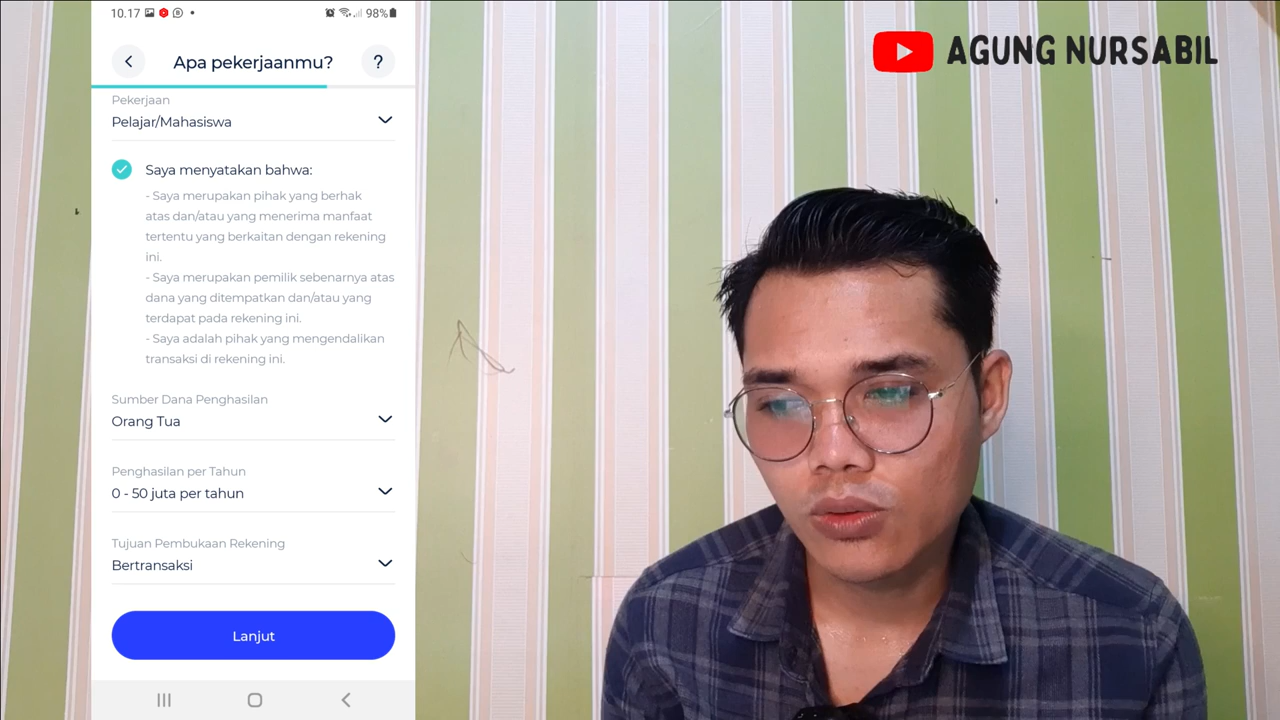 10.17
98%
Apa pekerjaanmu?
?
Pekerjaan
Pelajar/Mahasiswa
Saya menyatakan bahwa:
- Saya merupakan pihak yang berhak
atas dan/atau yang menerima manfaat
tertentu yang berkaitan dengan rekening
ini.
- Saya merupakan pemilik sebenarnya atas
dana yang ditempatkan dan/atau yang
terdapat pada rekening ini.
- Saya adalah pihak yang mengendalikan
transaksi di rekening ini.
Sumber Dana Penghasilan
Orang Tua
Penghasilan per Tahun
0 - 50 juta per tahun
Tujuan Pembukaan Rekening
Bertransaksi
Lanjut
AGUNG NURSABIL